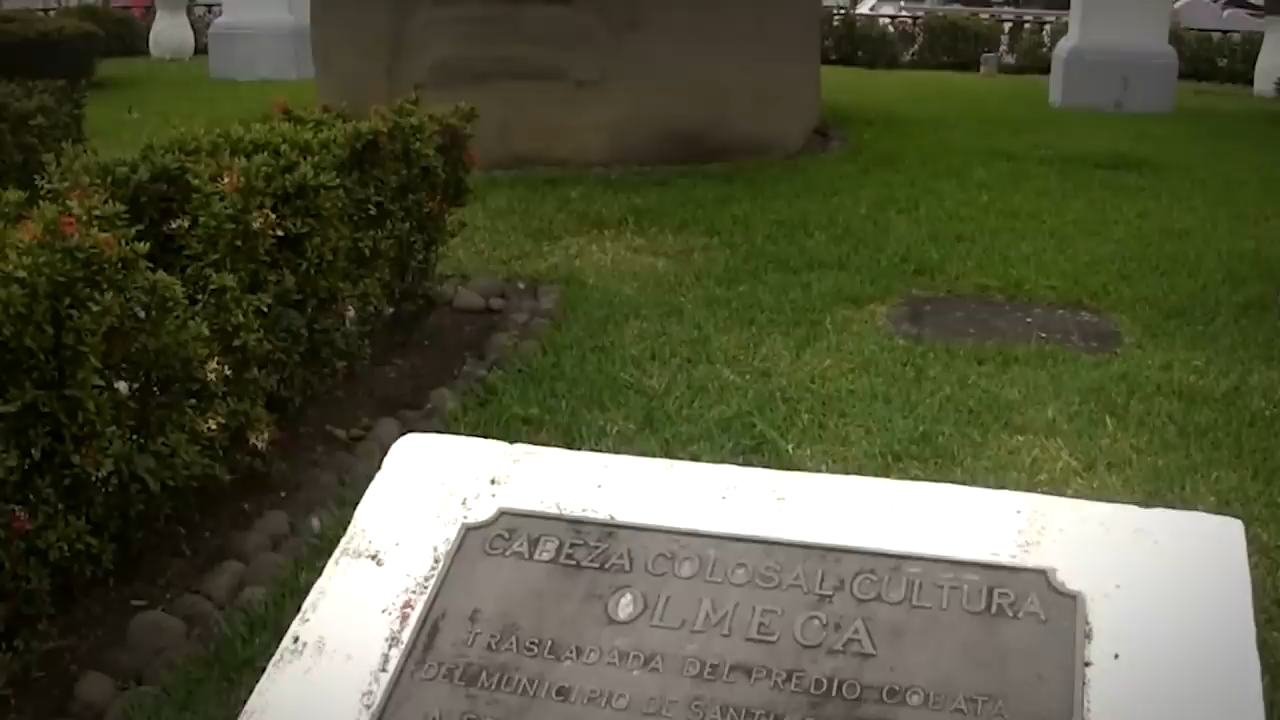 CABEZA COLOSAL CULTURA
OLMECA
TRASLADADA DEL PREDIO COBATA
DEL MUNICIPIO DE